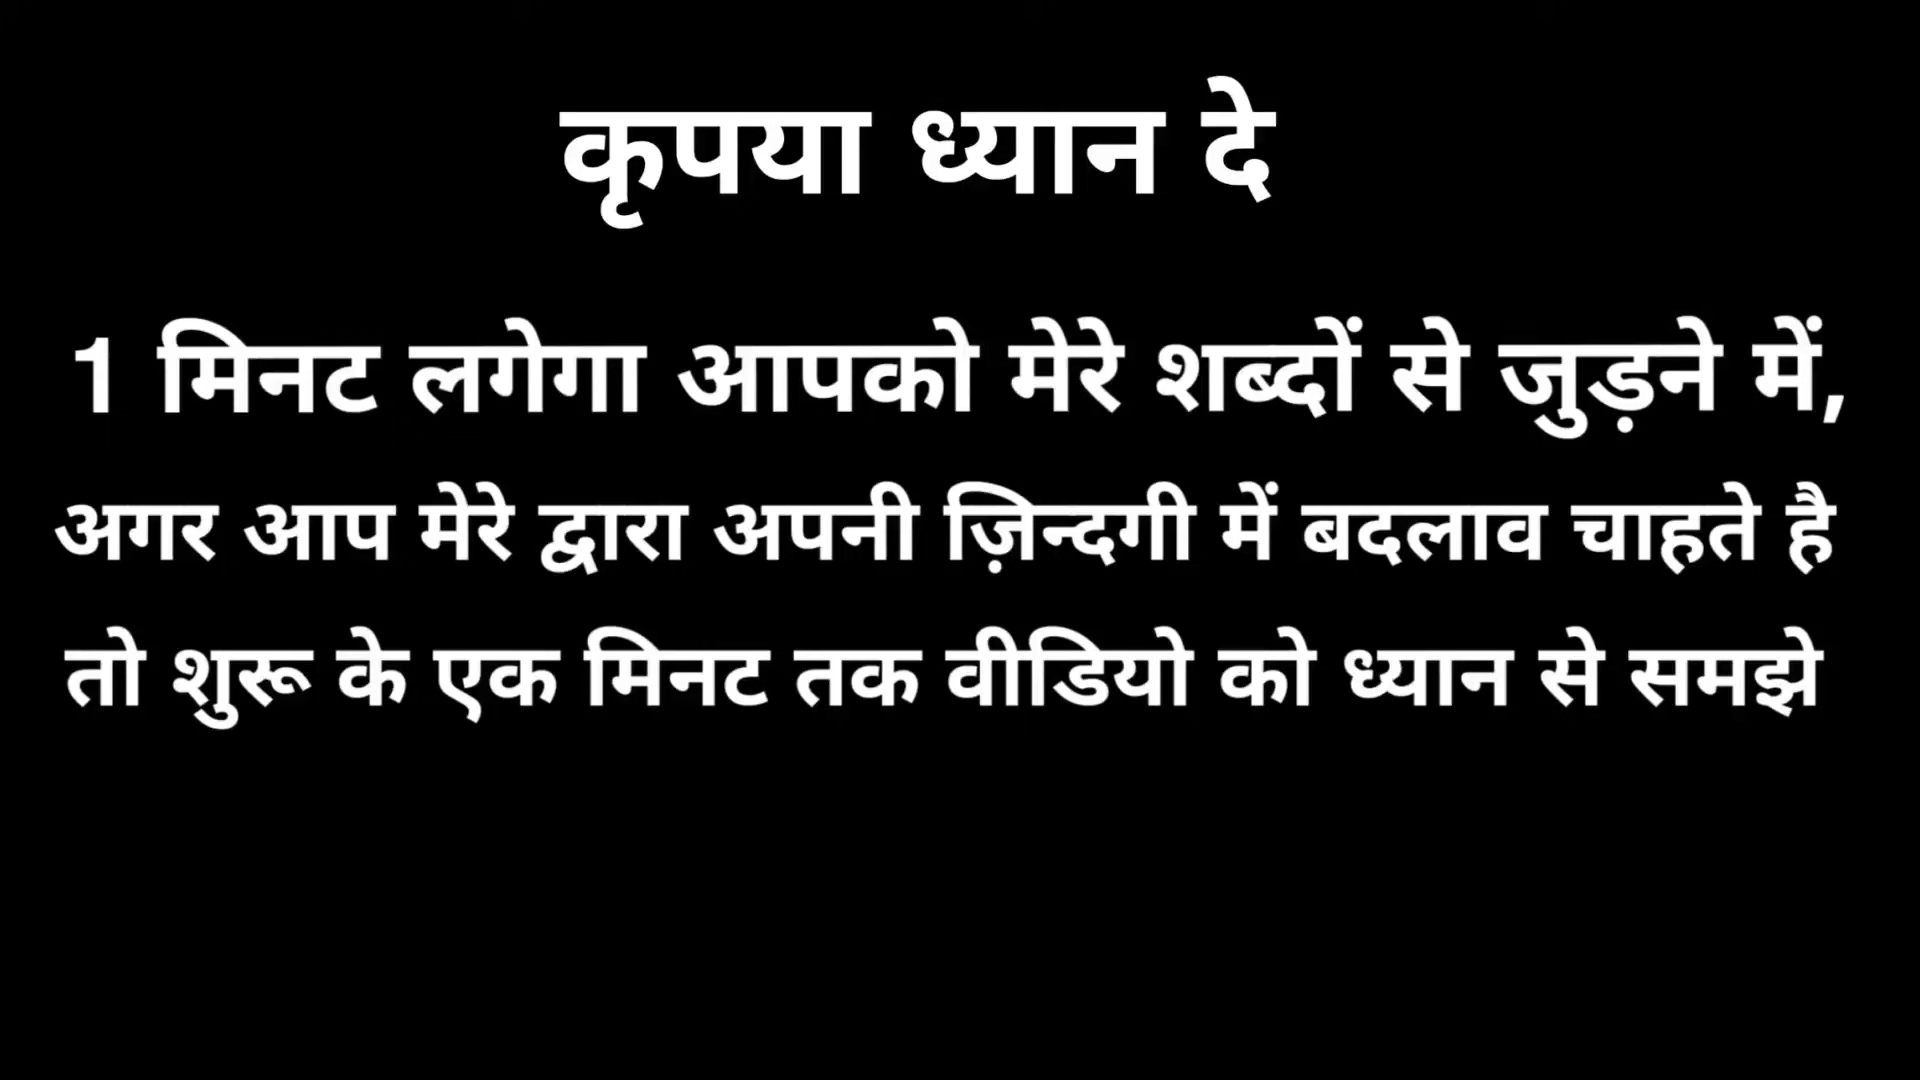 कृपया ध्यान दे
1 मिनट लगेगा आपको मेरे शब्दों से जुड़ने में,
अगर आप मेरे द्वारा अपनी ज़िन्दगी में बदलाव चाहते है
तो शुरू के एक मिनट तक वीडियो को ध्यान से समझे